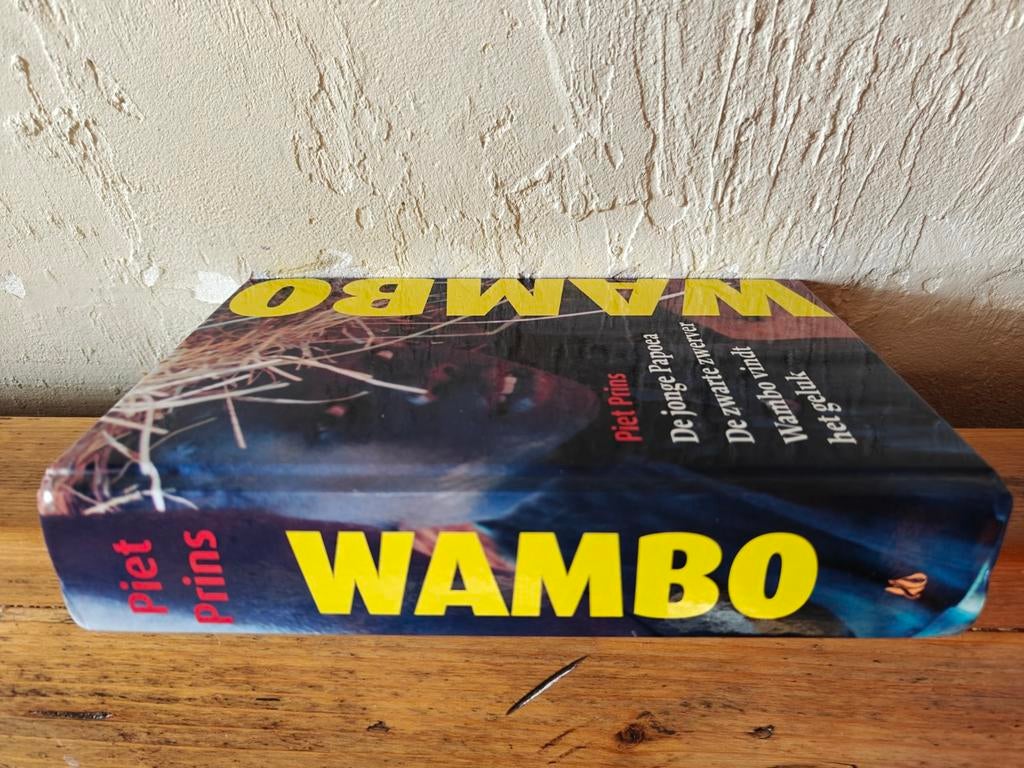 WAMBO
Piet Prins
De jonge Papoea
De zwarte zwerver
Wambo vindt
het geluk
Piet
Prins
WAMBO